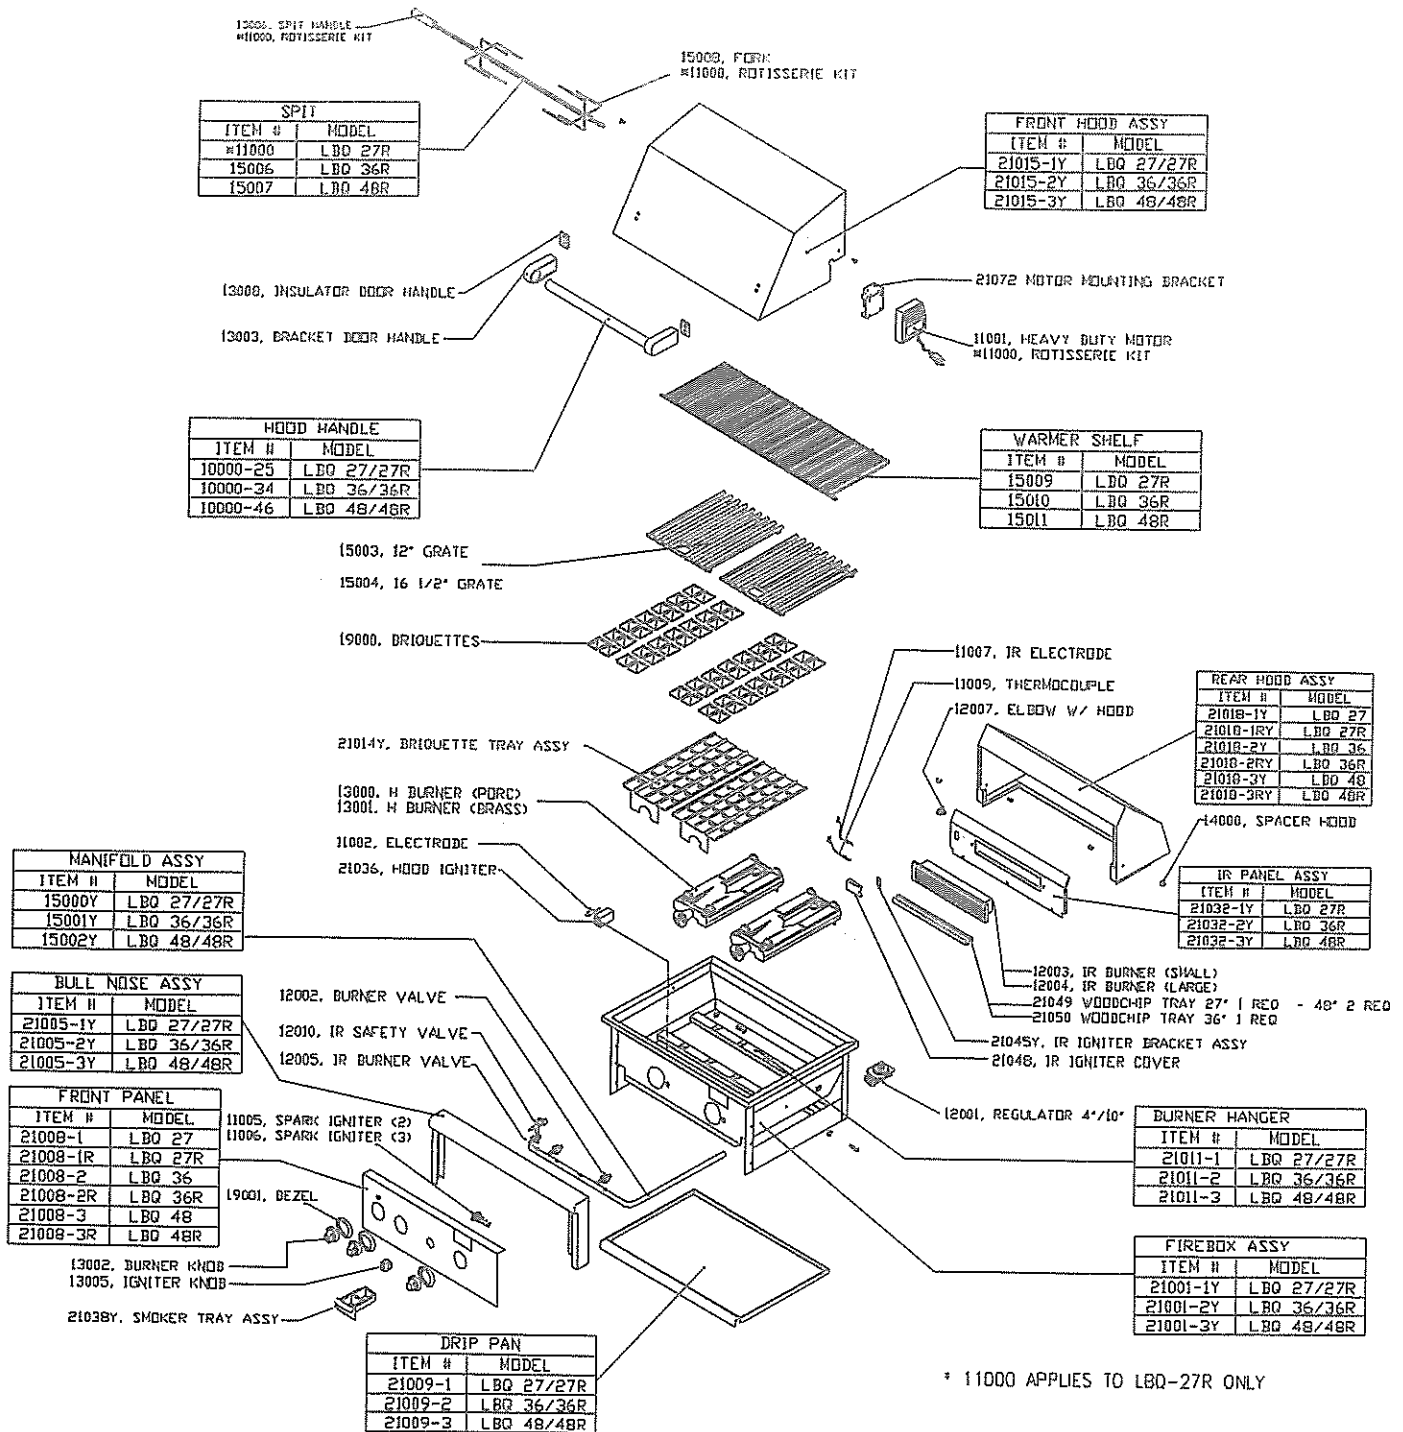 13006, SPIT HANDLE
*11000, ROTISSERIE KIT
15008, FORK
*11000, ROTISSERIE KIT
SPIT
ITEM # MODEL
*11000 LBQ 27R
15006 LBQ 36R
15007 LBQ 48R
FRONT HOOD ASSY
ITEM # MODEL
21015-1Y LBQ 27/27R
21015-2Y LBQ 36/36R
21015-3Y LBQ 48/48R
13008, INSULATOR DOOR HANDLE
13003, BRACKET DOOR HANDLE
21072 MOTOR MOUNTING BRACKET
11001, HEAVY DUTY MOTOR
*11000, ROTISSERIE KIT
HOOD HANDLE
ITEM # MODEL
10000-25 LBQ 27/27R
10000-34 LBQ 36/36R
10000-46 LBQ 48/48R
WARMER SHELF
ITEM # MODEL
15009 LBQ 27R
15010 LBQ 36R
15011 LBQ 48R
15003, 12" GRATE
15004, 16 1/2" GRATE
19000, BRIQUETTES
21014Y, BRIQUETTE TRAY ASSY
13000, H BURNER (PORC)
13001, H BURNER (BRASS)
11002, ELECTRODE
21036, HOOD IGNITER
11007, IR ELECTRODE
11009, THERMOCOUPLE
12007, ELBOW W/ HOOD
REAR HOOD ASSY
ITEM # MODEL
21018-1Y LBQ 27
21018-1RY LBQ 27R
21018-2Y LBQ 36
21018-2RY LBQ 36R
21018-3Y LBQ 48
21018-3RY LBQ 48R
14000, SPACER HOOD
IR PANEL ASSY
ITEM # MODEL
21032-1Y LBQ 27R
21032-2Y LBQ 36R
21032-3Y LBQ 48R
MANIFOLD ASSY
ITEM # MODEL
15000Y LBQ 27/27R
15001Y LBQ 36/36R
15002Y LBQ 48/48R
12003, IR BURNER (SMALL)
12004, IR BURNER (LARGE)
21049 WOODCHIP TRAY 27" 1 REQ - 48" 2 REQ
21050 WOODCHIP TRAY 36" 1 REQ
21045Y, IR IGNITER BRACKET ASSY
21048, IR IGNITER COVER
BULL NOSE ASSY
ITEM # MODEL
21005-1Y LBQ 27/27R
21005-2Y LBQ 36/36R
21005-3Y LBQ 48/48R
12002, BURNER VALVE
12010, IR SAFETY VALVE
12005, IR BURNER VALVE
12001, REGULATOR 4"/10"
FRONT PANEL
ITEM # MODEL
21008-1 LBQ 27
21008-1R LBQ 27R
21008-2 LBQ 36
21008-2R LBQ 36R
21008-3 LBQ 48
21008-3R LBQ 48R
11005, SPARK IGNITER (2)
11006, SPARK IGNITER (3)
19001, BEZEL
BURNER HANGER
ITEM # MODEL
21011-1 LBQ 27/27R
21011-2 LBQ 36/36R
21011-3 LBQ 48/48R
13002, BURNER KNOB
13005, IGNITER KNOB
21038Y, SMOKER TRAY ASSY
FIREBOX ASSY
ITEM # MODEL
21001-1Y LBQ 27/27R
21001-2Y LBQ 36/36R
21001-3Y LBQ 48/48R
DRIP PAN
ITEM # MODEL
21009-1 LBQ 27/27R
21009-2 LBQ 36/36R
21009-3 LBQ 48/48R
* 11000 APPLIES TO LBQ-27R ONLY